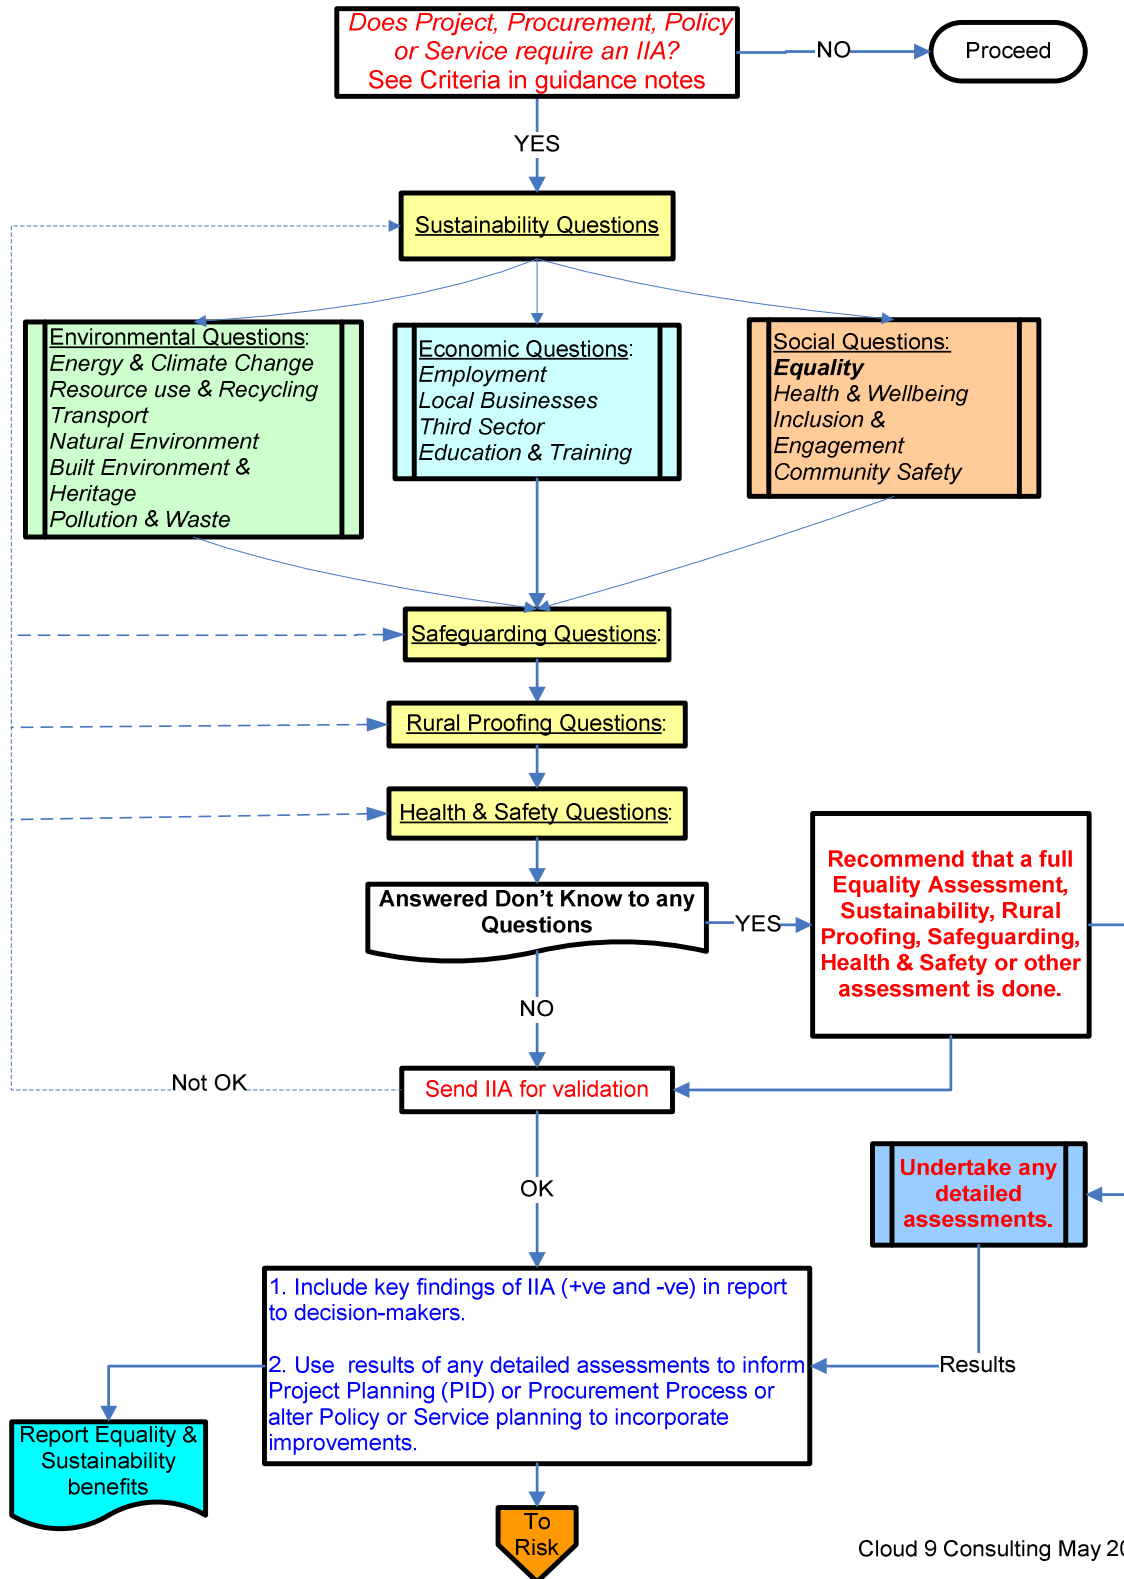 Does Project, Procurement, Policy
or Service require an IIA?
See Criteria in guidance notes
NO
Proceed
YES
Sustainability Questions
Environmental Questions:
Energy & Climate Change
Resource use & Recycling
Transport
Natural Environment
Built Environment &
Heritage
Pollution & Waste
Economic Questions:
Employment
Local Businesses
Third Sector
Education & Training
Social Questions:
Equality
Health & Wellbeing
Inclusion &
Engagement
Community Safety
Safeguarding Questions:
Rural Proofing Questions:
Health & Safety Questions:
Answered Don't Know to any
Questions
YES
Recommend that a full
Equality Assessment,
Sustainability, Rural
Proofing, Safeguarding,
Health & Safety or other
assessment is done.
NO
Not OK
Send IIA for validation
OK
Undertake any
detailed
assessments.
1. Include key findings of IIA (+ve and -ve) in report
to decision-makers.
2. Use results of any detailed assessments to inform
Project Planning (PID) or Procurement Process or
alter Policy or Service planning to incorporate
improvements.
Results
Report Equality &
Sustainability
benefits
To
Risk
Cloud 9 Consulting May